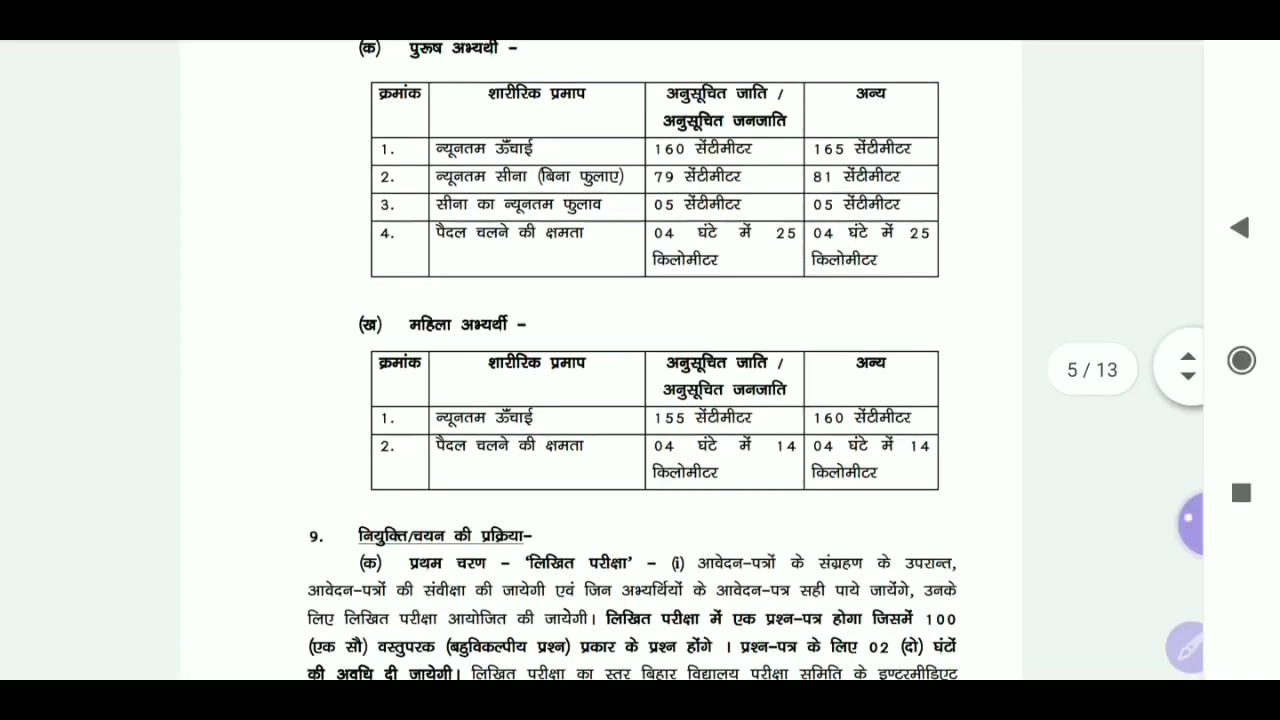 (क) पुरूष अभ्यर्थी –
क्रमांक शारीरिक प्रमाप अनुसूचित जाति / अन्य
अनुसूचित जनजाति
1. न्यूनतम ऊँचाई 160 सेंटीमीटर 165 सेंटीमीटर
2. न्यूनतम सीना (बिना फुलाए) 79 सेंटीमीटर 81 सेंटीमीटर
3. सीना का न्यूनतम फुलाव 05 सेंटीमीटर 05 सेंटीमीटर
4. पैदल चलने की क्षमता 04 घंटे में 25 04 घंटे में 25
किलोमीटर किलोमीटर
(ख) महिला अभ्यर्थी –
क्रमांक शारीरिक प्रमाप अनुसूचित जाति / अन्य
अनुसूचित जनजाति
1. न्यूनतम ऊँचाई 155 सेंटीमीटर 160 सेंटीमीटर
2. पैदल चलने की क्षमता 04 घंटे में 14 04 घंटे में 14
किलोमीटर किलोमीटर
5 / 13
9. नियुक्ति/चयन की प्रक्रिया–
(क) प्रथम चरण – 'लिखित परीक्षा' – (i) आवेदन–पत्रों के संग्रहण के उपरान्त,
आवेदन–पत्रों की संवीक्षा की जायेगी एवं जिन अभ्यर्थियों के आवेदन–पत्र सही पाये जायेंगे, उनके
लिए लिखित परीक्षा आयोजित की जायेगी। लिखित परीक्षा में एक प्रश्न–पत्र होगा जिसमें 100
(एक सौ) वस्तुपरक (बहुविकल्पीय प्रश्न) प्रकार के प्रश्न होंगे । प्रश्न–पत्र के लिए 02 (दो) घंटों
की अवधि दी जायेगी। लिखित परीक्षा का स्तर बिहार विद्यालय परीक्षा समिति के इण्टरमीडिएट